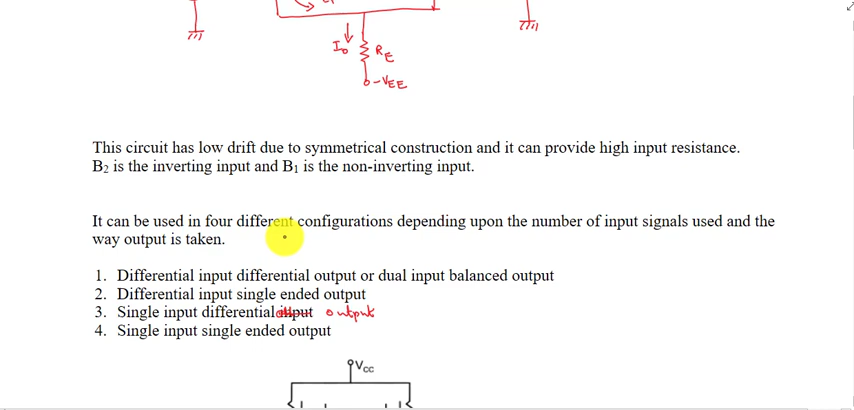 I₀ R_E
-V_EE
This circuit has low drift due to symmetrical construction and it can provide high input resistance.
B₂ is the inverting input and B₁ is the non-inverting input.
It can be used in four different configurations depending upon the number of input signals used and the
way output is taken.
1. Differential input differential output or dual input balanced output
2. Differential input single ended output
3. Single input differential output
4. Single input single ended output
Vcc